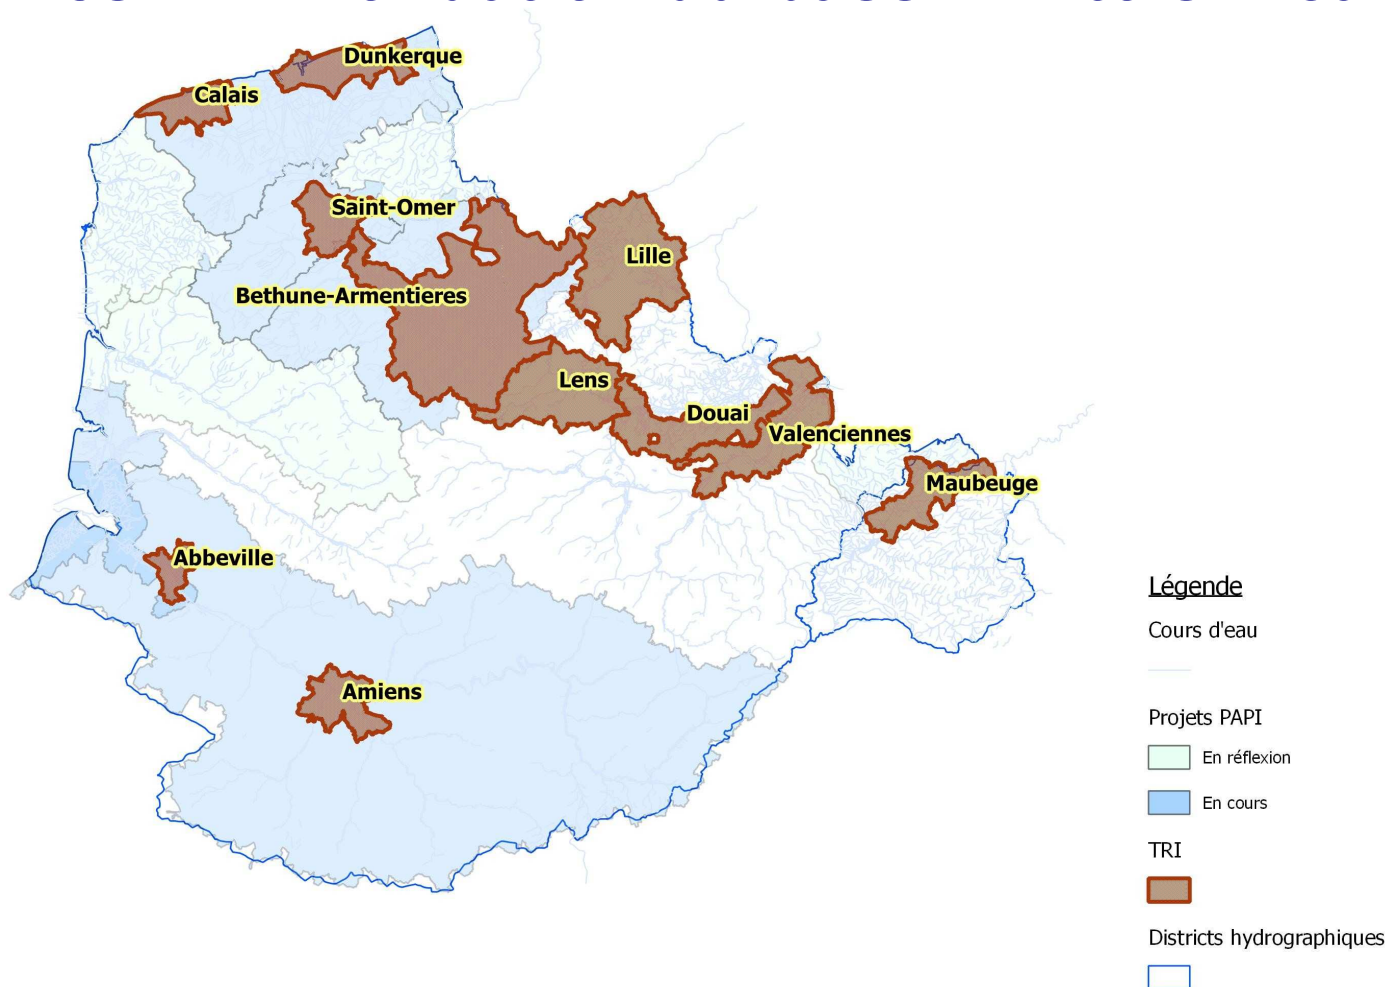 Dunkerque
Calais
Saint-Omer
Lille
Bethune-Armentieres
Lens
Douai
Valenciennes
Maubeuge
Abbeville
Amiens
Légende
Cours d'eau
Projets PAPI
En réflexion
En cours
TRI
Districts hydrographiques